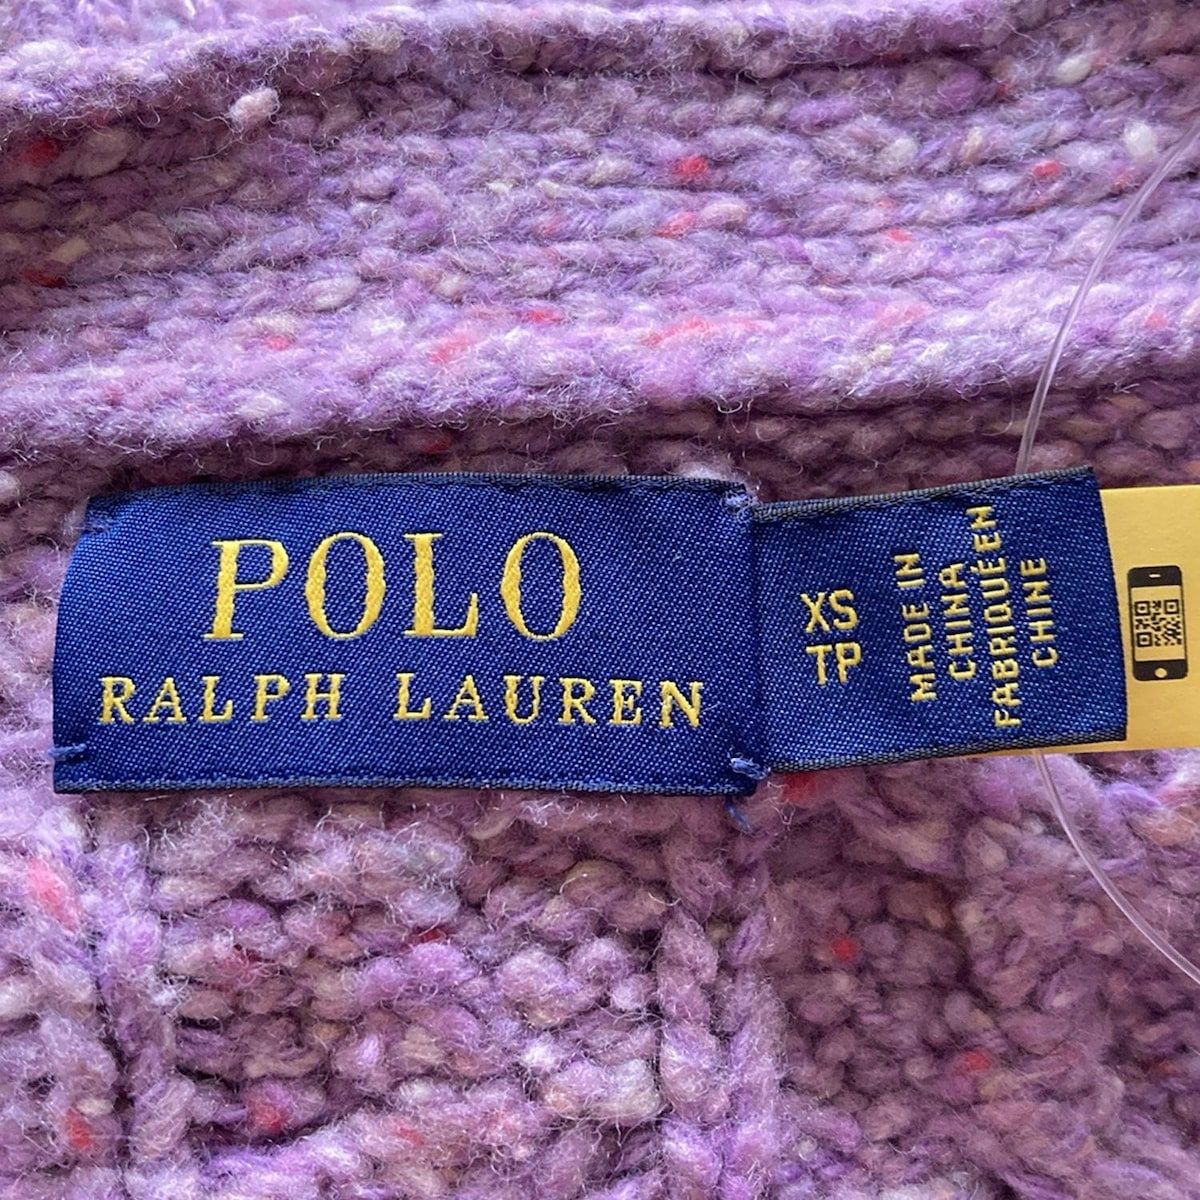 POLO
RALPH LAUREN
XS
TP
MADE IN
CHINA
FABRIQUÉ EN
CHINE